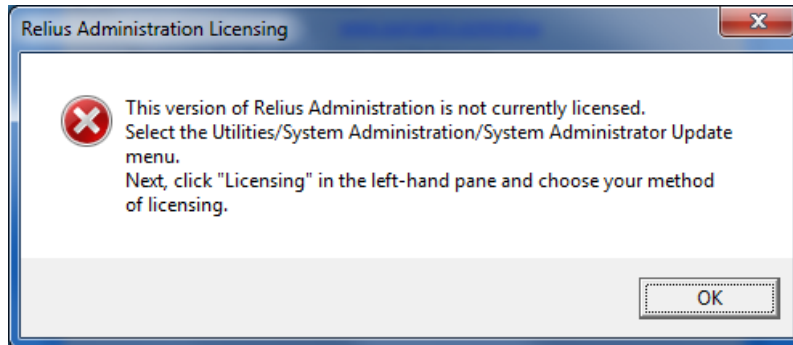 Relius Administration Licensing
This version of Relius Administration is not currently licensed.
Select the Utilities/System Administration/System Administrator Update
menu.
Next, click "Licensing" in the left-hand pane and choose your method
of licensing.
OK